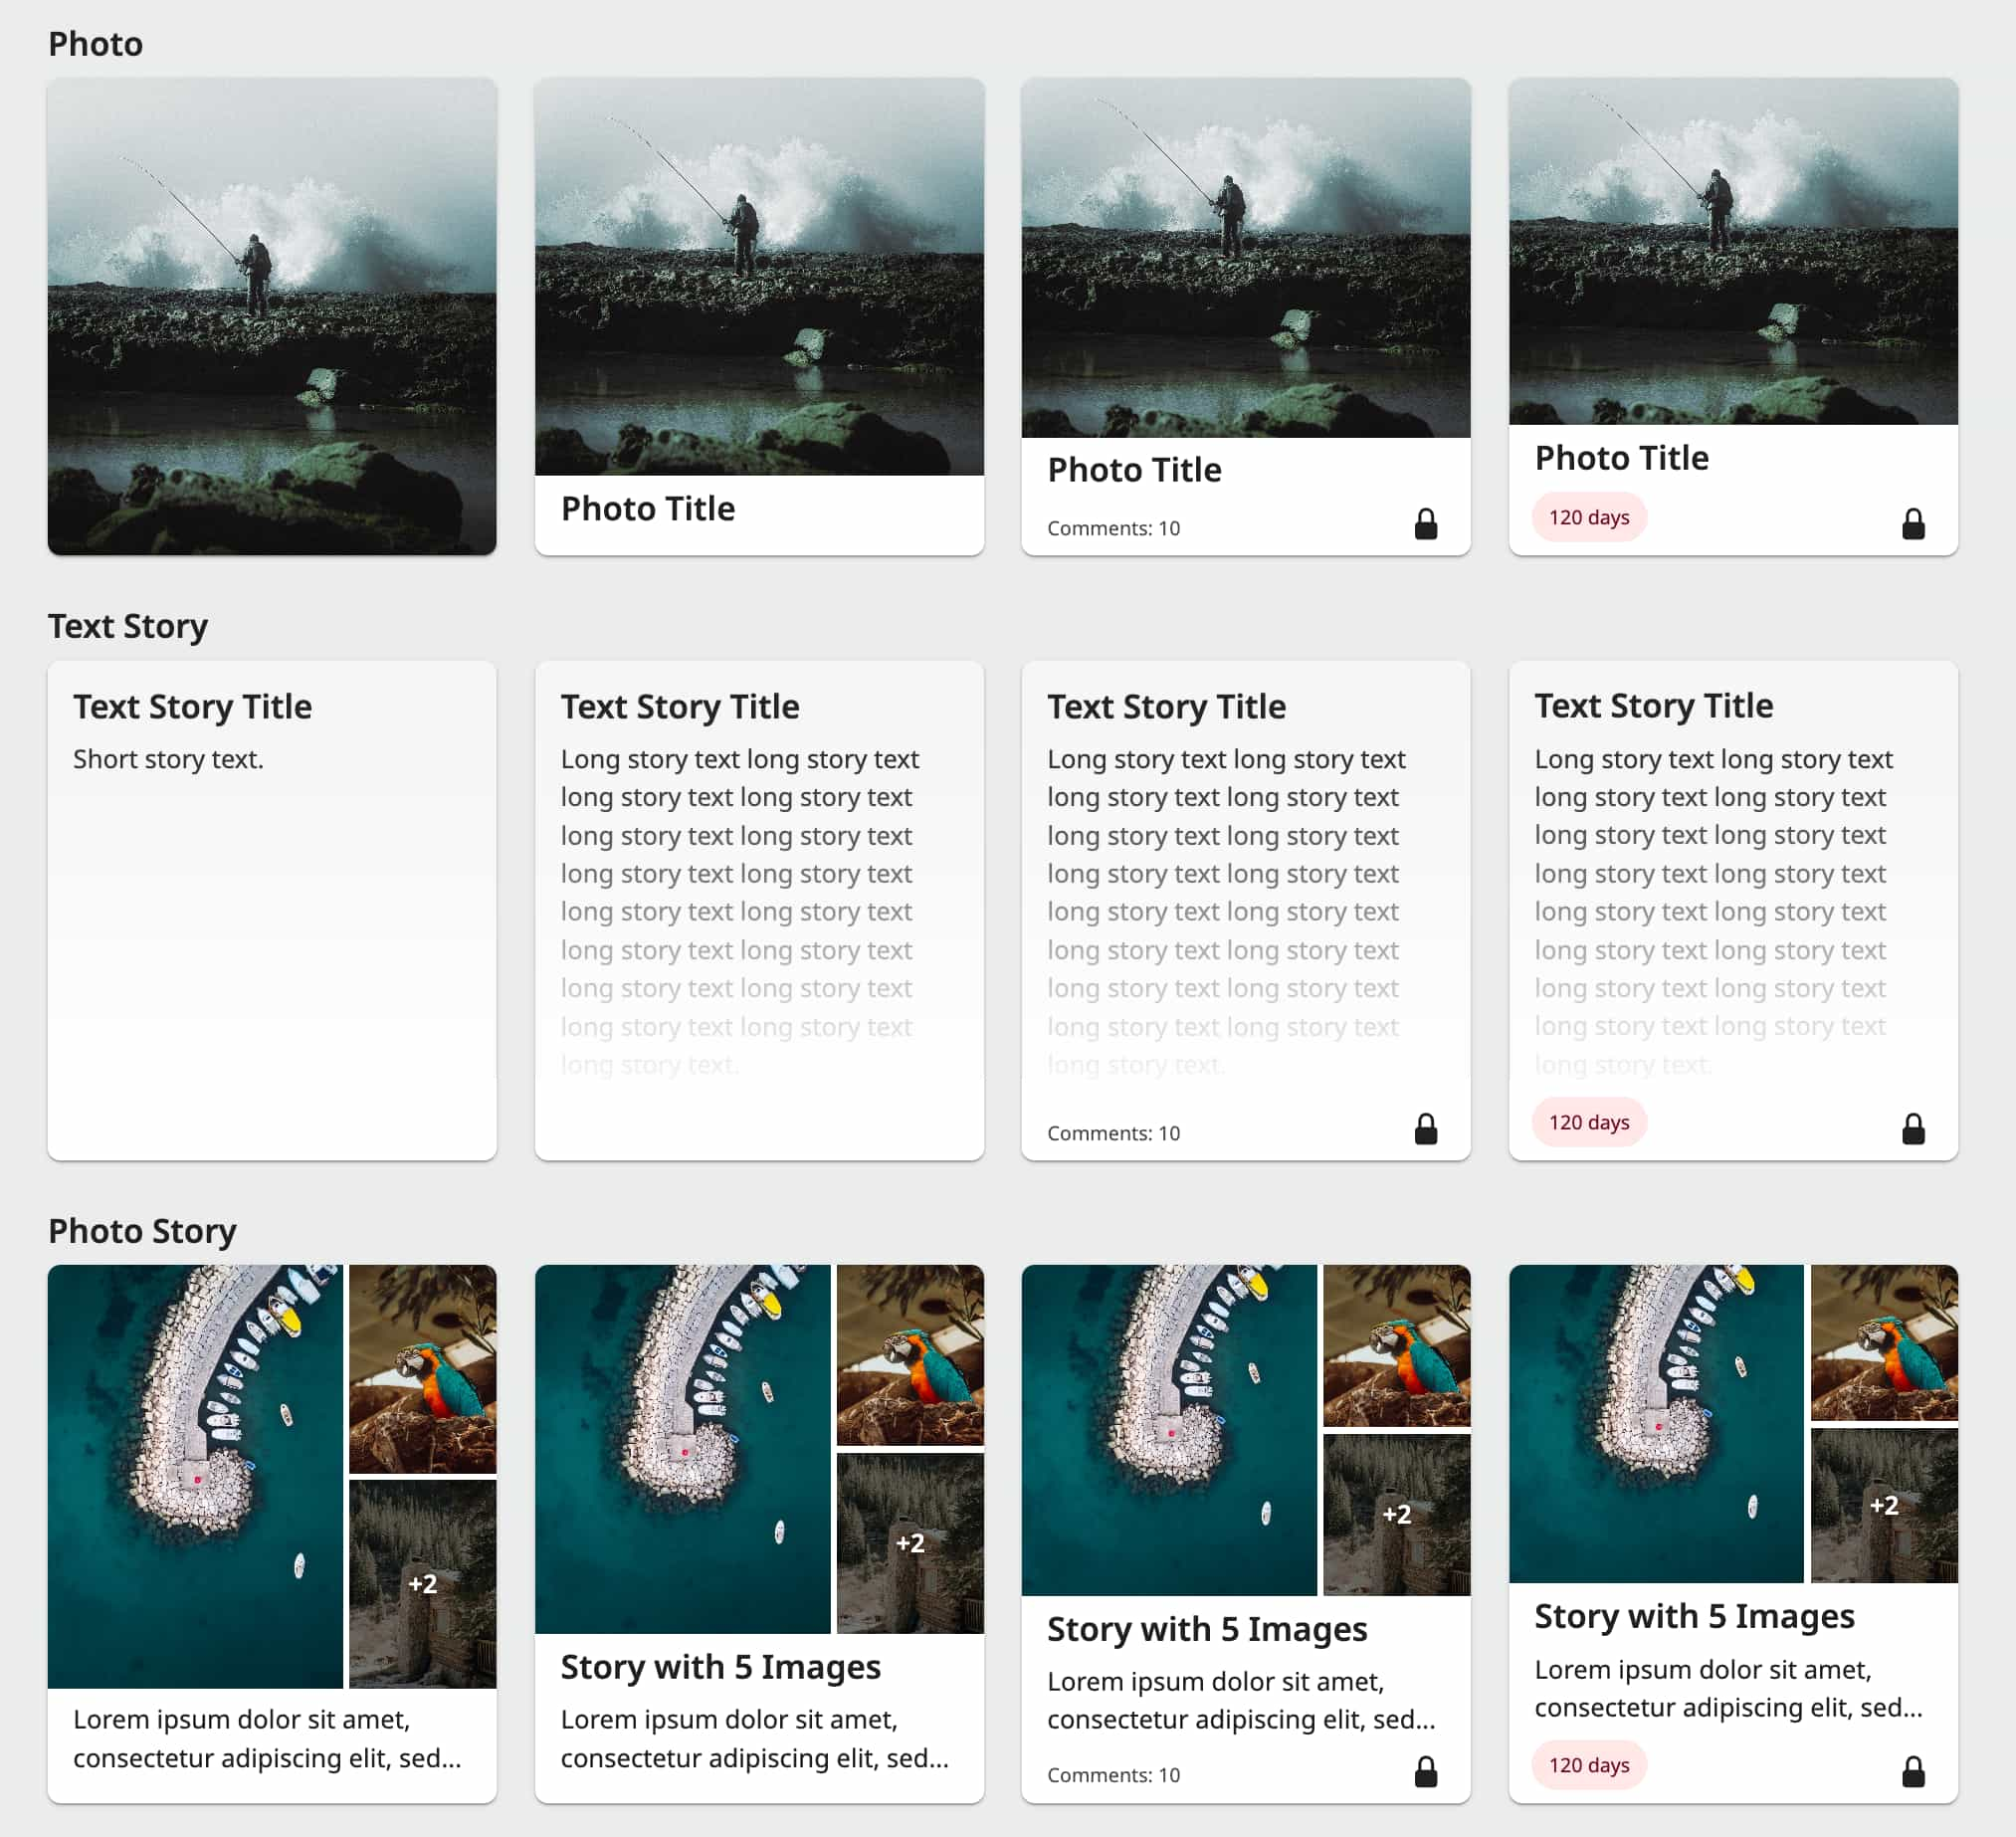 Photo
Photo Title
Photo Title
Comments: 10
Photo Title
120 days
Text Story
Text Story Title
Short story text.
Text Story Title
Long story text long story text
long story text long story text
long story text long story text
long story text long story text
long story text long story text
long story text long story text
long story text long story text
long story text long story text
long story text.
Text Story Title
Long story text long story text
long story text long story text
long story text long story text
long story text long story text
long story text long story text
long story text long story text
long story text long story text
long story text long story text
long story text.
Comments: 10
Text Story Title
Long story text long story text
long story text long story text
long story text long story text
long story text long story text
long story text long story text
long story text long story text
long story text long story text
long story text long story text
long story text.
120 days
Photo Story
+2
Lorem ipsum dolor sit amet,
consectetur adipiscing elit, sed...
+2
Story with 5 Images
Lorem ipsum dolor sit amet,
consectetur adipiscing elit, sed...
+2
Story with 5 Images
Lorem ipsum dolor sit amet,
consectetur adipiscing elit, sed...
Comments: 10
+2
Story with 5 Images
Lorem ipsum dolor sit amet,
consectetur adipiscing elit, sed...
120 days